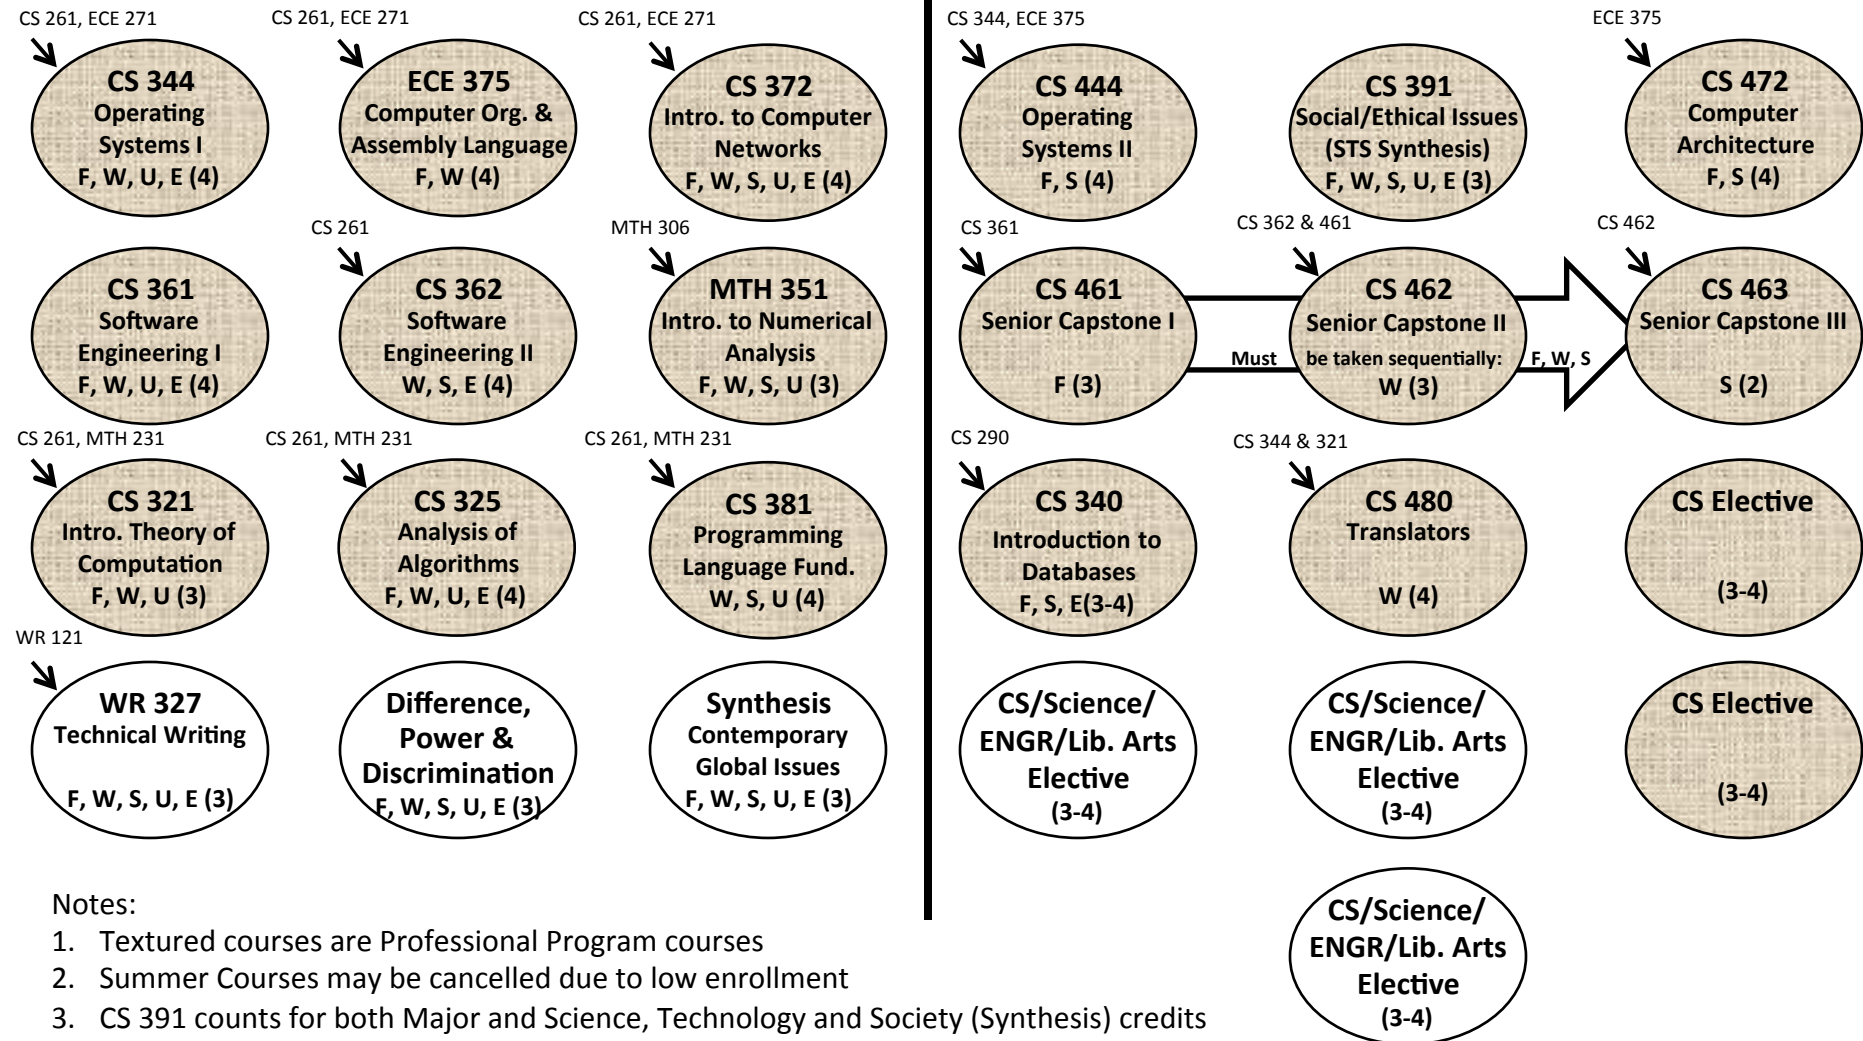 CS 261, ECE 271
CS 344
Operating
Systems I
F, W, U, E (4)
CS 261, ECE 271
ECE 375
Computer Org. &
Assembly Language
F, W (4)
CS 261, ECE 271
CS 372
Intro. to Computer
Networks
F, W, S, U, E (4)
CS 361
Software
Engineering I
F, W, U, E (4)
CS 261
CS 362
Software
Engineering II
W, S, E (4)
MTH 306
MTH 351
Intro. to Numerical
Analysis
F, W, S, U (3)
CS 261, MTH 231
CS 321
Intro. Theory of
Computation
F, W, U (3)
CS 261, MTH 231
CS 325
Analysis of
Algorithms
F, W, U, E (4)
CS 261, MTH 231
CS 381
Programming
Language Fund.
W, S, U (4)
WR 121
WR 327
Technical Writing
F, W, S, U, E (3)
Difference,
Power &
Discrimination
F, W, S, U, E (3)
Synthesis
Contemporary
Global Issues
F, W, S, U, E (3)
CS 344, ECE 375
CS 444
Operating
Systems II
F, S (4)
CS 391
Social/Ethical Issues
(STS Synthesis)
F, W, S, U, E (3)
ECE 375
CS 472
Computer
Architecture
F, S (4)
CS 361
CS 461
Senior Capstone I
F (3)
CS 362 & 461
CS 462
Senior Capstone II
Must be taken sequentially: F, W, S
W (3)
CS 462
CS 463
Senior Capstone III
S (2)
CS 290
CS 340
Introduction to
Databases
F, S, E(3-4)
CS 344 & 321
CS 480
Translators
W (4)
CS Elective
(3-4)
CS/Science/
ENGR/Lib. Arts
Elective
(3-4)
CS/Science/
ENGR/Lib. Arts
Elective
(3-4)
CS Elective
(3-4)
CS/Science/
ENGR/Lib. Arts
Elective
(3-4)
Notes:
1. Textured courses are Professional Program courses
2. Summer Courses may be cancelled due to low enrollment
3. CS 391 counts for both Major and Science, Technology and Society (Synthesis) credits